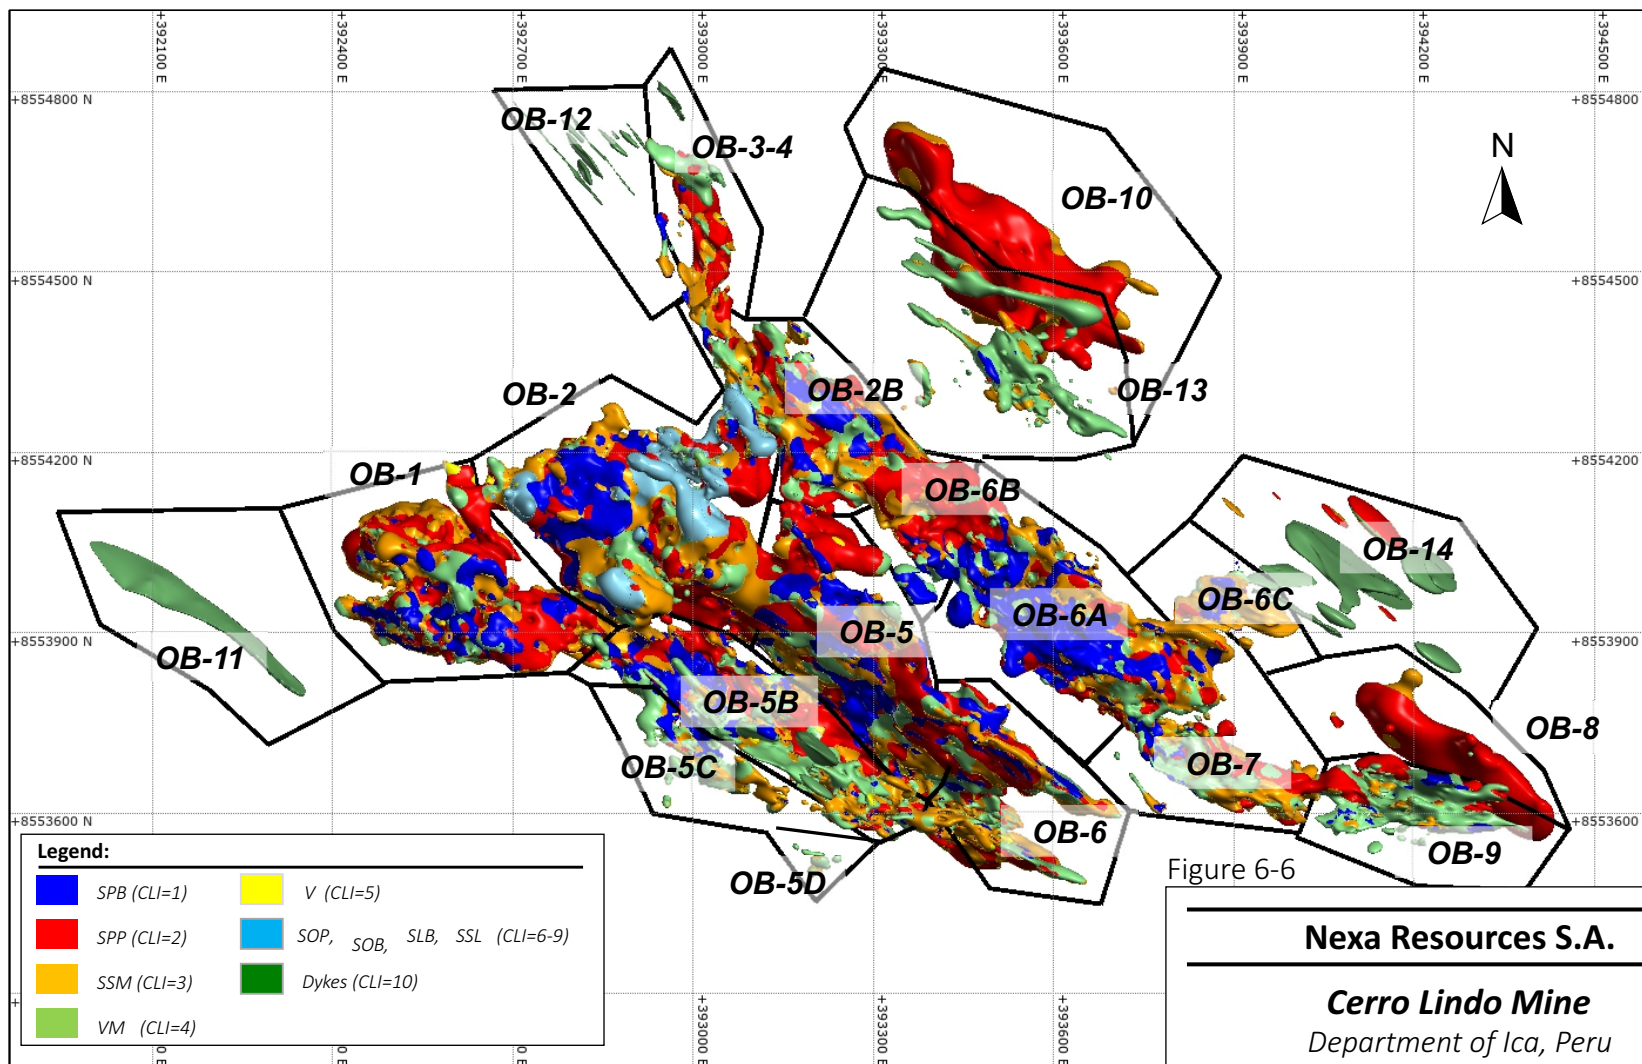 +392100 E
+392400 E
+392700 E
+393000 E
+393300 E
+393600 E
+393900 E
+394200 E
+394500 E
+8554800 N
+8554800
OB-12
OB-3-4
N
OB-10
+8554500 N
+8554500
OB-2
OB-2B
OB-13
+8554200 N
+8554200
OB-1
OB-6B
OB-14
OB-6C
OB-6A
OB-5
+8553900 N
+8553900
OB-11
OB-5B
OB-8
OB-5C
OB-7
+8553600 N
+8553600
OB-6
OB-9
OB-5D
Figure 6-6
Legend:
SPB (CLI=1)
V (CLI=5)
SPP (CLI=2)
SOP, SOB, SLB, SSL (CLI=6-9)
SSM (CLI=3)
Dykes (CLI=10)
VM (CLI=4)
Nexa Resources S.A.
Cerro Lindo Mine
Department of Ica, Peru
+393000 E
+393300 E
+393600 E